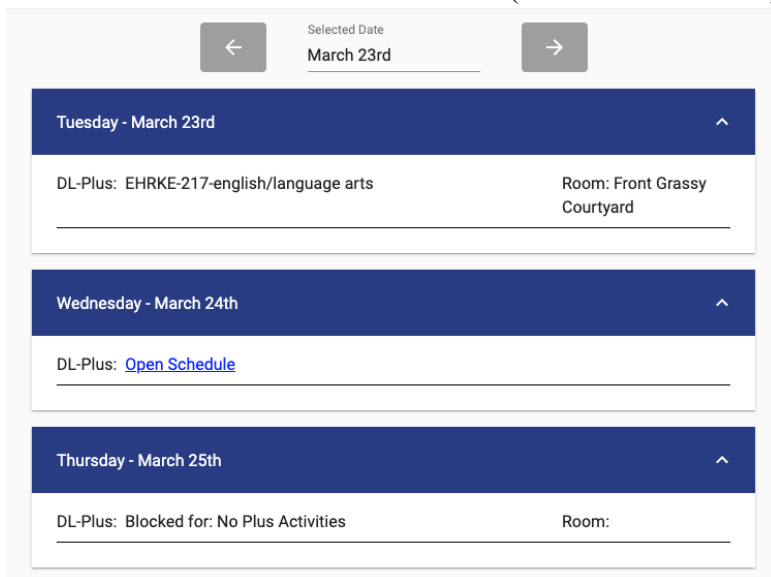 Selected Date
March 23rd
Tuesday - March 23rd
DL-Plus: EHRKE-217-english/language arts
Room: Front Grassy
Courtyard
Wednesday - March 24th
DL-Plus: Open Schedule
Thursday - March 25th
DL-Plus: Blocked for: No Plus Activities
Room: